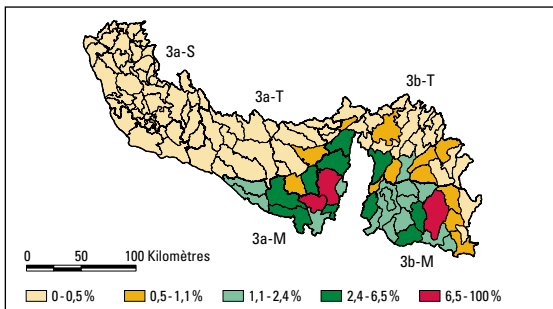 3a-S
3a-T
3b-T
3a-M
3b-M
0 50 100 Kilomètres
0 - 0,5 %
0,5 - 1,1 %
1,1 - 2,4 %
2,4 - 6,5 %
6,5 - 100 %